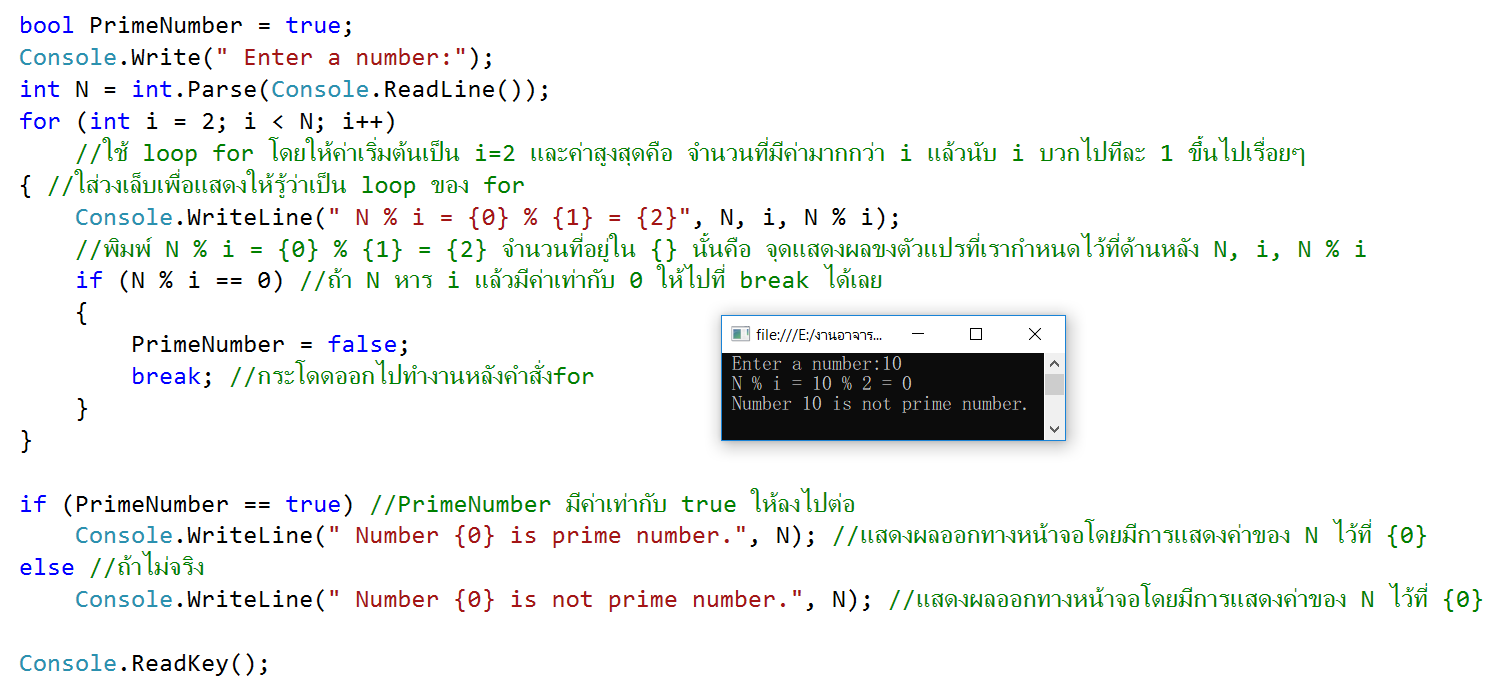 bool PrimeNumber = true;
Console.Write(" Enter a number:");
int N = int.Parse(Console.ReadLine());
for (int i = 2; i < N; i++)
//ใช้ loop for โดยให้ค่าเริ่มต้นเป็น i=2 และค่าสูงสุดคือ จำนวนที่มีค่ามากกว่า i แล้วนับ i บวกไปทีละ 1 ขึ้นไปเรื่อยๆ
{ //ใส่วงเล็บเพื่อแสดงให้รู้ว่าเป็น loop ของ for
Console.WriteLine(" N % i = {0} % {1} = {2}", N, i, N % i);
//พิมพ์ N % i = {0} % {1} = {2} จำนวนที่อยู่ใน {} นั้นคือ จุดแสดงผลขงตัวแปรที่เรากำหนดไว้ที่ด้านหลัง N, i, N % i
if (N % i == 0) //ถ้า N หาร i แล้วมีค่าเท่ากับ 0 ให้ไปที่ break ได้เลย
{
PrimeNumber = false;
break; //กระโดดออกไปทำงานหลังคำสั่งfor
}
}
file:///E:/งานอาจาร...
Enter a number:10
N % i = 10 % 2 = 0
Number 10 is not prime number.
if (PrimeNumber == true) //PrimeNumber มีค่าเท่ากับ true ให้ลงไปต่อ
Console.WriteLine(" Number {0} is prime number.", N); //แสดงผลออกทางหน้าจอโดยมีการแสดงค่าของ N ไว้ที่ {0}
else //ถ้าไม่จริง
Console.WriteLine(" Number {0} is not prime number.", N); //แสดงผลออกทางหน้าจอโดยมีการแสดงค่าของ N ไว้ที่ {0}
Console.ReadKey();